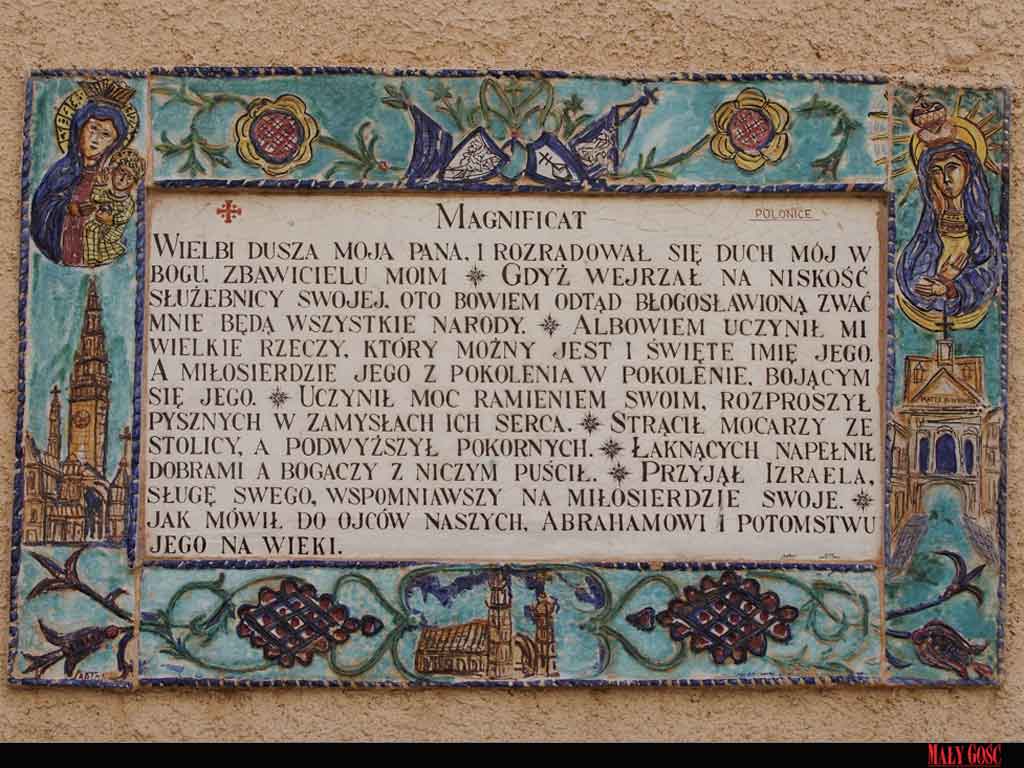 MAGNIFICAT
POLONICE
WIELBI DUSZA MOJA PANA, I ROZRADOWAŁ SIĘ DUCH MÓJ W
BOGU, ZBAWICIELU MOIM ✷ GDYŻ WEJRZAŁ NA NISKOŚĆ
SŁUŻEBNICY SWOJEJ, OTO BOWIEM ODTĄD BŁOGOSŁAWIONĄ ZWAĆ
MNIE BĘDĄ WSZYSTKIE NARODY. ✷ ALBOWIEM UCZYNIŁ MI
WIELKIE RZECZY, KTÓRY MOŻNY JEST I ŚWIĘTE IMIĘ JEGO.
A MIŁOSIERDZIE JEGO Z POKOLENIA W POKOLENIE, BOJĄCYM
SIĘ JEGO. ✷ UCZYNIŁ MOC RAMIENIEM SWOIM, ROZPROSZYŁ
PYSZNYCH W ZAMYSŁACH ICH SERCA. ✷ STRĄCIŁ MOCARZY ZE
STOLICY, A PODWYŻSZYŁ POKORNYCH. ✷ ŁAKNĄCYCH NAPEŁNIŁ
DOBRAMI A BOGACZY Z NICZYM PUŚCIŁ. ✷ PRZYJĄŁ IZRAELA,
SŁUGĘ SWEGO, WSPOMNIAWSZY NA MIŁOSIERDZIE SWOJE. ✷
JAK MÓWIŁ DO OJCÓW NASZYCH, ABRAHAMOWI I POTOMSTWU
JEGO NA WIEKI.
MAŁY GOŚĆ